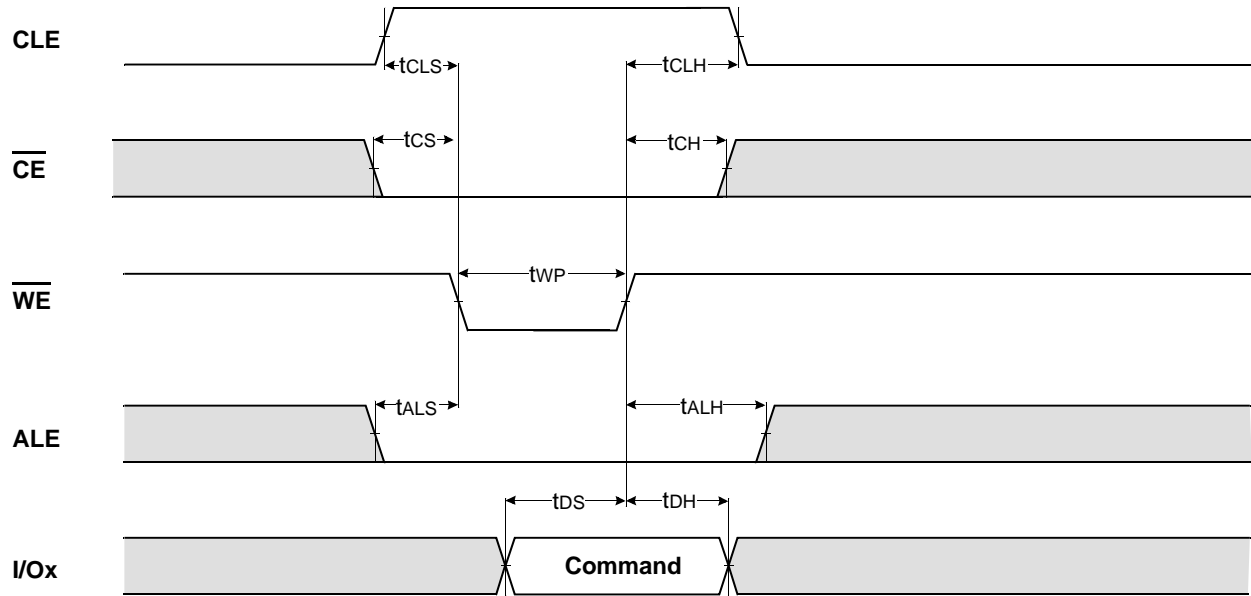 CLE
tCLS
tCLH
CE
tCS
tCH
WE
tWP
ALE
tALS
tALH
tDS
tDH
I/Ox
Command